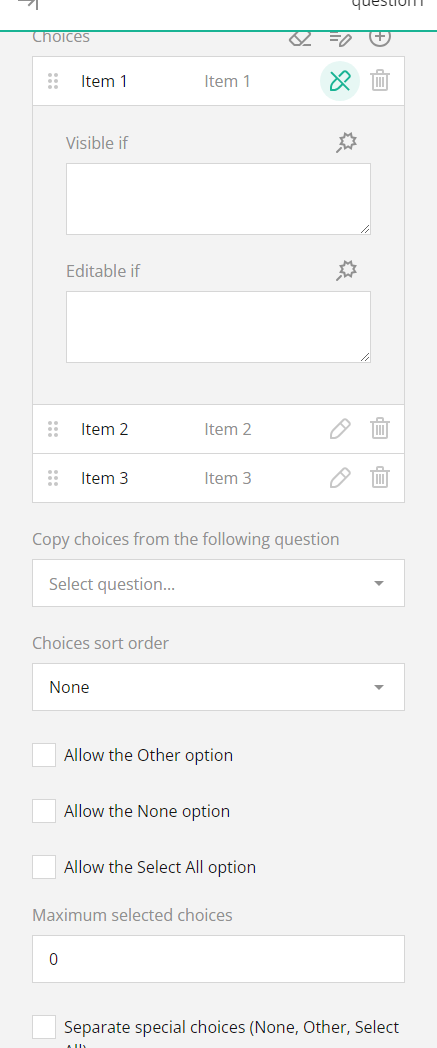 question1
Choices
Item 1 Item 1
Visible if
Editable if
Item 2 Item 2
Item 3 Item 3
Copy choices from the following question
Select question...
Choices sort order
None
Allow the Other option
Allow the None option
Allow the Select All option
Maximum selected choices
0
Separate special choices (None, Other, Select
All)